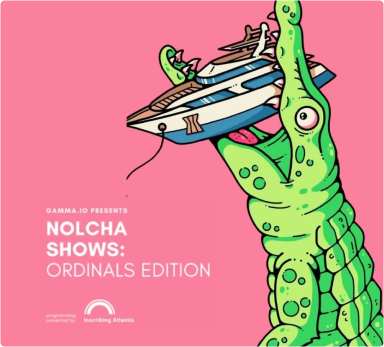 GAMMA.IO PRESENTS
NOLCHA
SHOWS:
ORDINALS EDITION
programming
presented by
Inscribing Atlantis